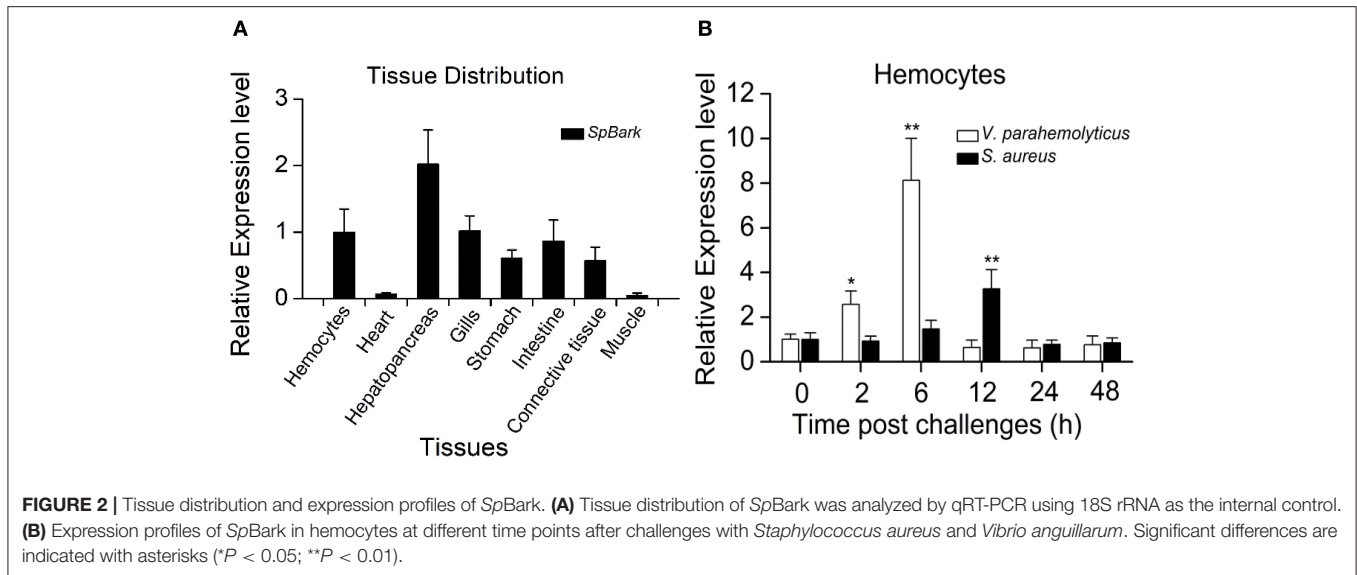 A
Tissue Distribution
Relative Expression level
3
2
1
0
SpBark
Hemocytes
Heart
Hepatopancreas
Gills
Stomach
Intestine
Connective tissue
Muscle
Tissues
B
Hemocytes
Relative Expression level
12
10
8
6
4
2
0
V. parahemolyticus
S. aureus
*
**
**
0 2 6 12 24 48
Time post challenges (h)
FIGURE 2 | Tissue distribution and expression profiles of SpBark. (A) Tissue distribution of SpBark was analyzed by qRT-PCR using 18S rRNA as the internal control.
(B) Expression profiles of SpBark in hemocytes at different time points after challenges with Staphylococcus aureus and Vibrio anguillarum. Significant differences are
indicated with asterisks (*P < 0.05; **P < 0.01).